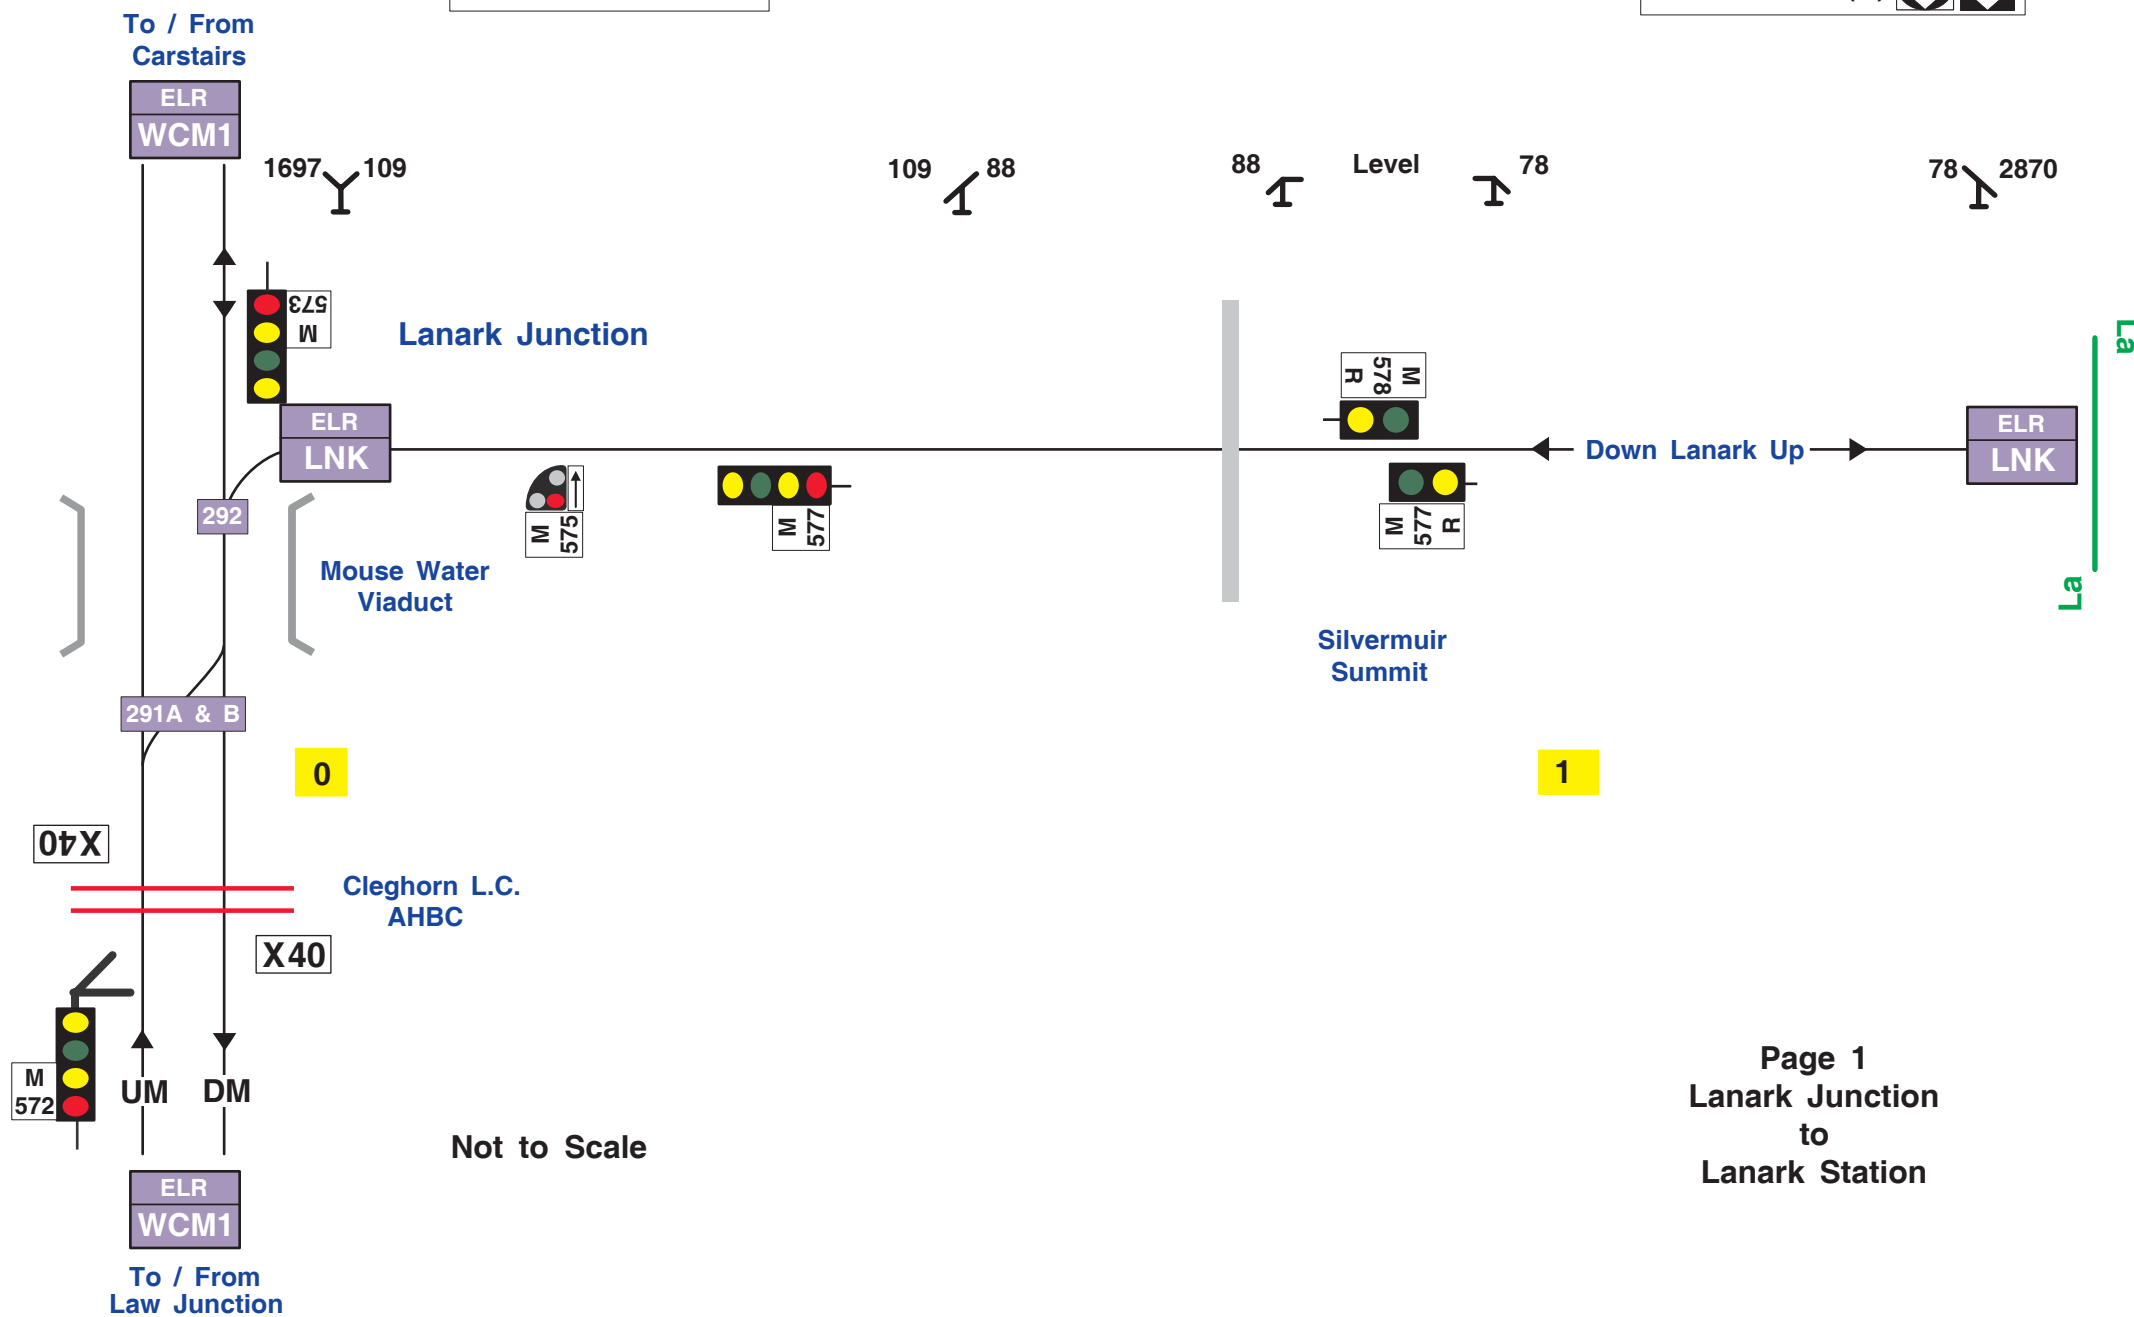 To / From
Carstairs
ELR
WCM1
1697 109
109 88
88 Level 78
78 2870
M
573
Lanark Junction
ELR
LNK
M
578
R
Down Lanark Up
ELR
LNK
La
M
575
M
577
M
577
R
292
Mouse Water
Viaduct
La
Silvermuir
Summit
291A & B
0
1
X40
Cleghorn L.C.
AHBC
X40
M
572
UM DM
Page 1
Lanark Junction
to
Lanark Station
Not to Scale
ELR
WCM1
To / From
Law Junction